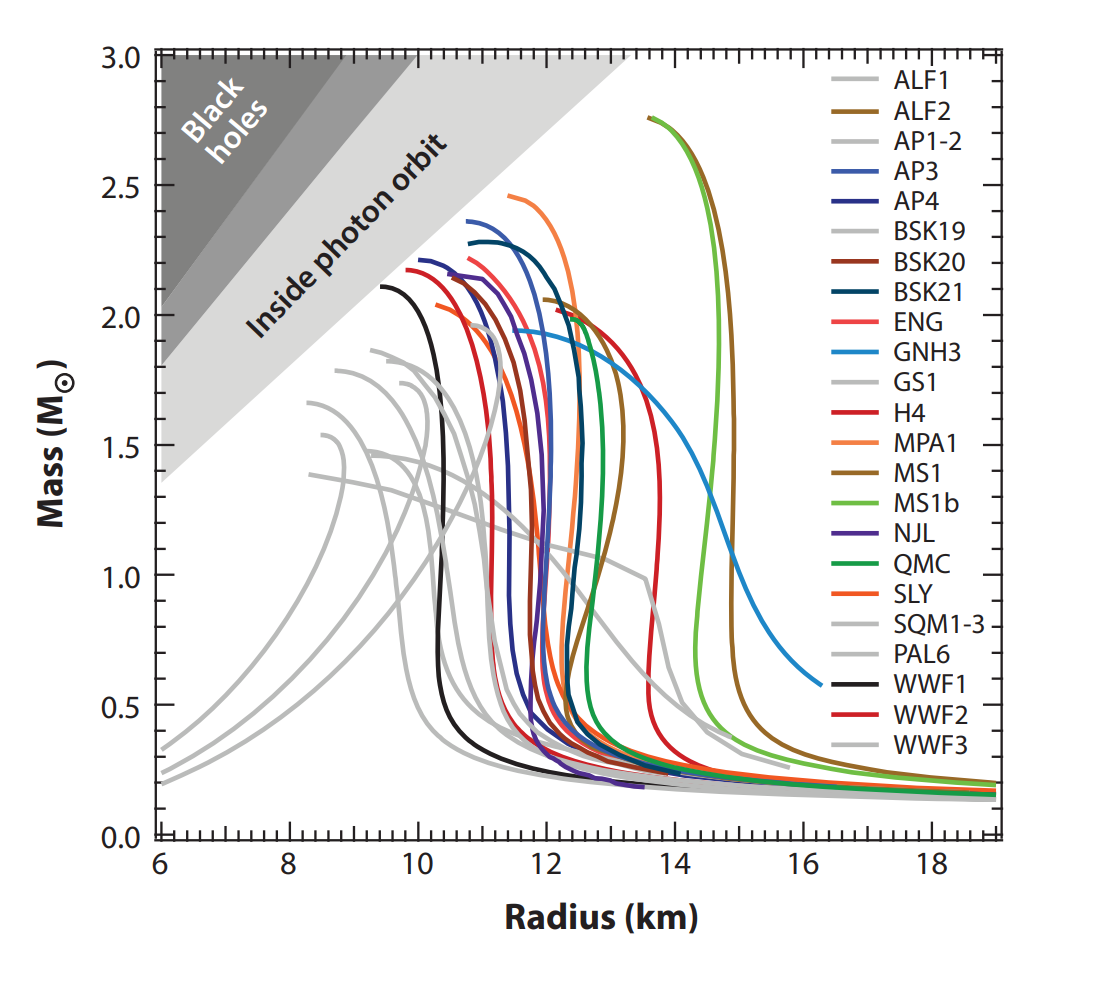 3.0
2.5
2.0
1.5
1.0
0.5
0.0
Mass (M☉)
Black
holes
Inside photon orbit
ALF1
ALF2
AP1-2
AP3
AP4
BSK19
BSK20
BSK21
ENG
GNH3
GS1
H4
MPA1
MS1
MS1b
NJL
QMC
SLY
SQM1-3
PAL6
WWF1
WWF2
WWF3
6 8 10 12 14 16 18
Radius (km)